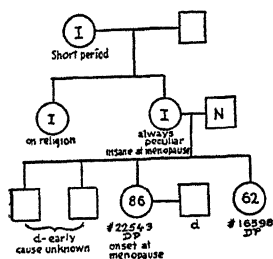 I
Short period
I
I
N
on religion
always
peculiar
insane at menopause
86
62
d-early
cause unknown
#22543
DP
onset at
menopause
d
#16598
DP